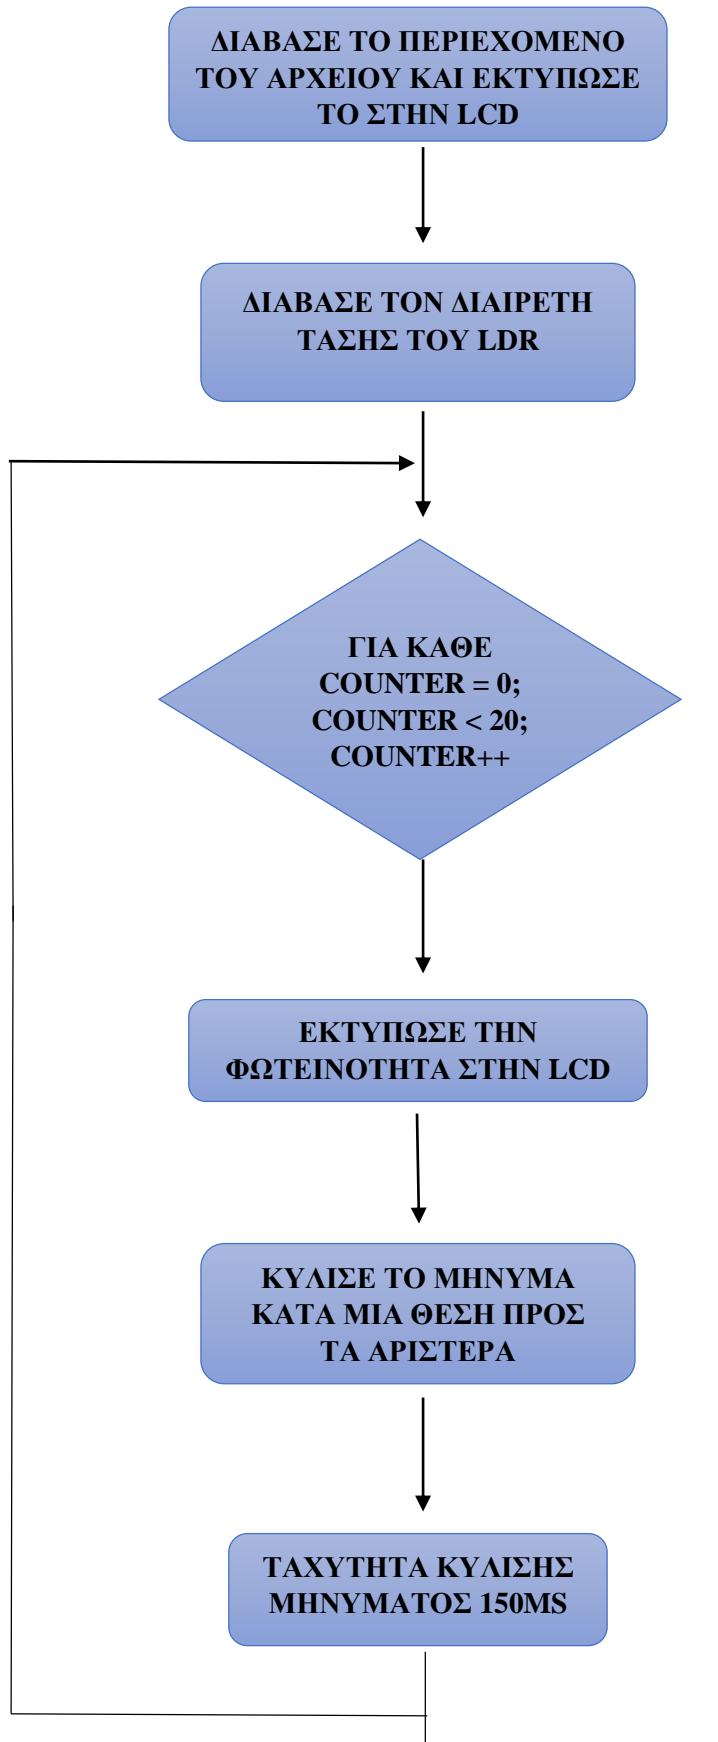 ΔΙΑΒΑΣΕ ΤΟ ΠΕΡΙΕΧΟΜΕΝΟ
ΤΟΥ ΑΡΧΕΙΟΥ ΚΑΙ ΕΚΤΥΠΩΣΕ
ΤΟ ΣΤΗΝ LCD
ΔΙΑΒΑΣΕ ΤΟΝ ΔΙΑΙΡΕΤΗ
ΤΑΣΗΣ ΤΟΥ LDR
ΓΙΑ ΚΑΘΕ
COUNTER = 0;
COUNTER < 20;
COUNTER++
ΕΚΤΥΠΩΣΕ ΤΗΝ
ΦΩΤΕΙΝΟΤΗΤΑ ΣΤΗΝ LCD
ΚΥΛΙΣΕ ΤΟ ΜΗΝΥΜΑ
ΚΑΤΑ ΜΙΑ ΘΕΣΗ ΠΡΟΣ
ΤΑ ΑΡΙΣΤΕΡΑ
ΤΑΧΥΤΗΤΑ ΚΥΛΙΣΗΣ
ΜΗΝΥΜΑΤΟΣ 150MS